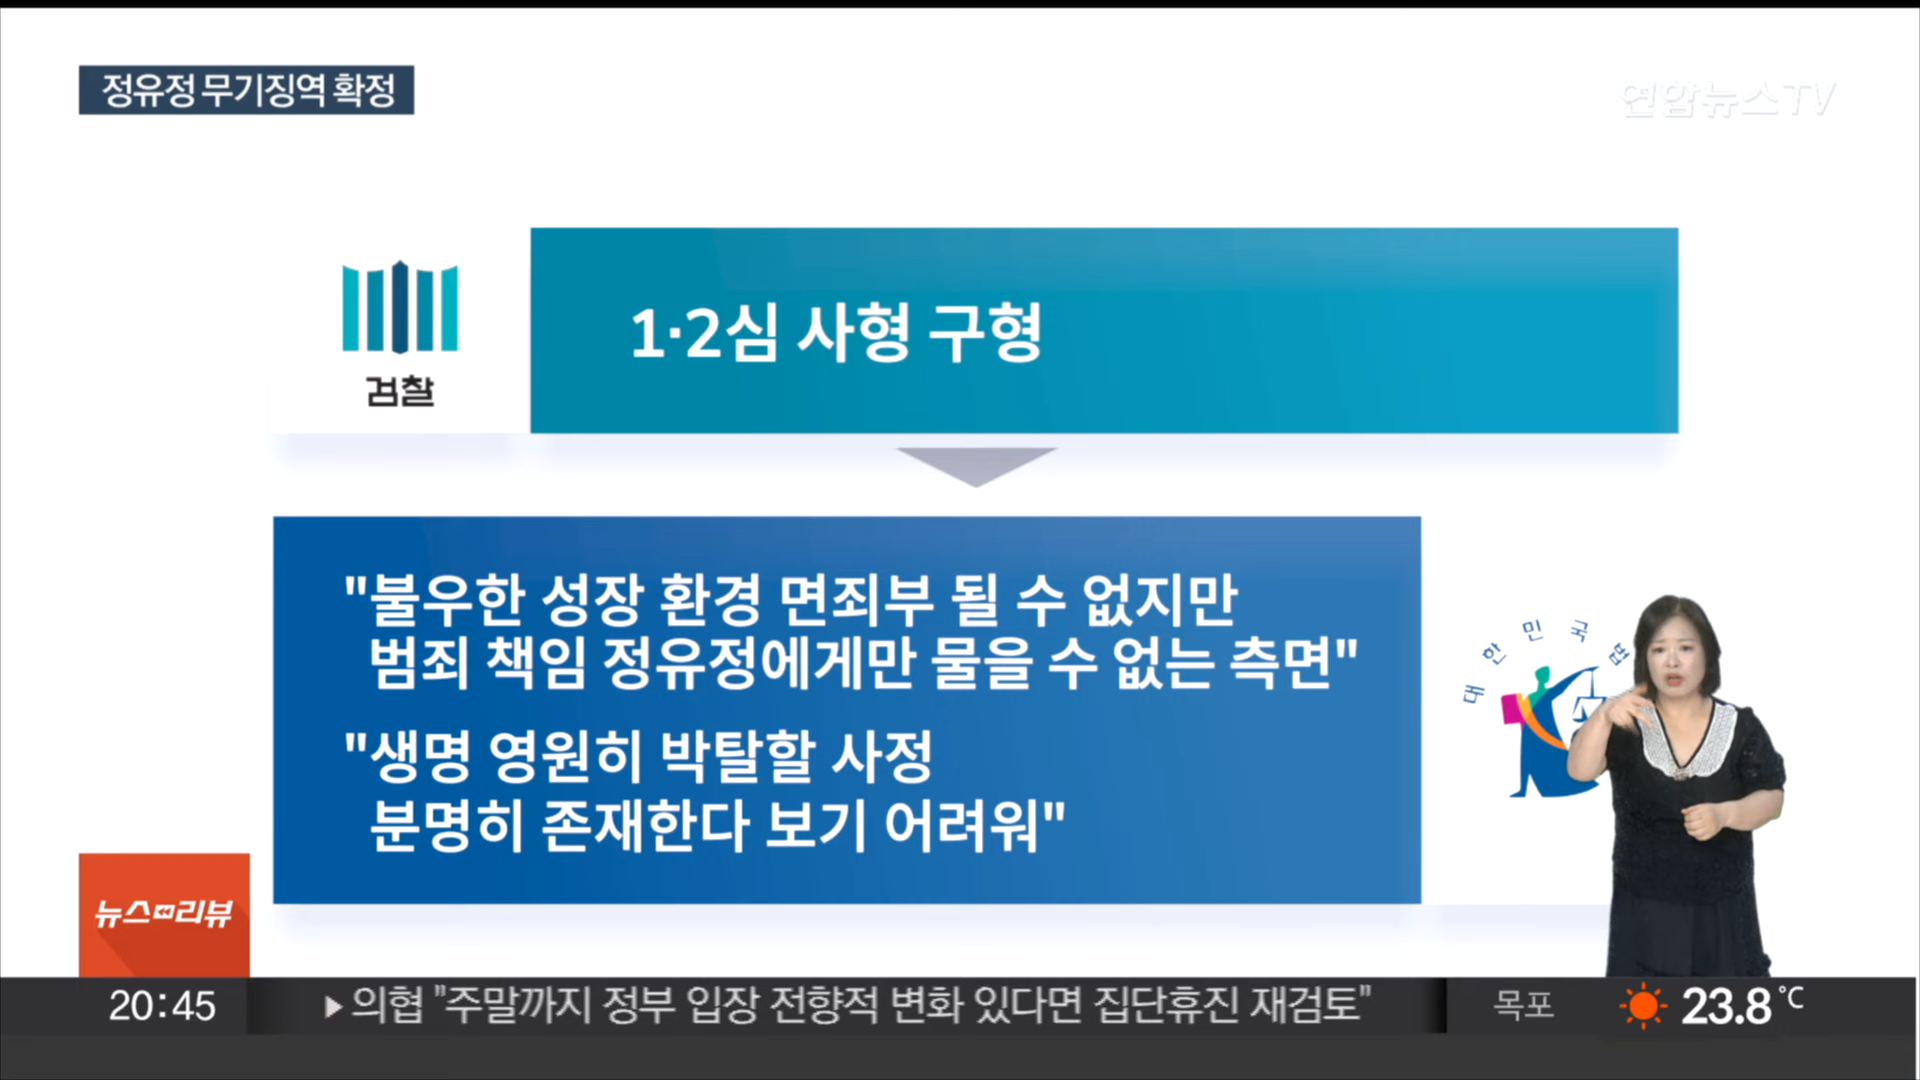 정유정 무기징역 확정
연합뉴스TV
검찰
1·2심 사형 구형
"불우한 성장 환경 면죄부 될 수 없지만
범죄 책임 정유정에게만 물을 수 없는 측면"
"생명 영원히 박탈할 사정
분명히 존재한다 보기 어려워"
대한민국법
뉴스리뷰
20:45
▶의협 "주말까지 정부 입장 전향적 변화 있다면 집단휴진 재검토"
목포
23.8℃